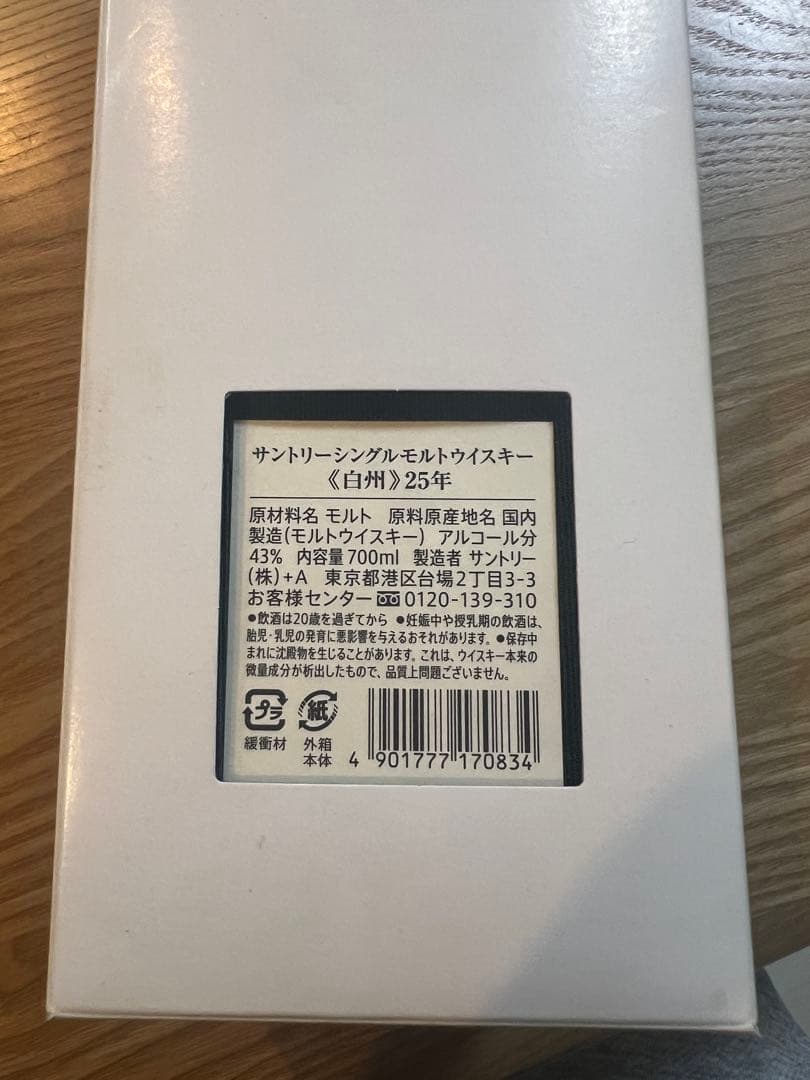 サントリーシングルモルトウイスキー
《白州》25年
原材料名 モルト 原料原産地名 国内
製造(モルトウイスキー) アルコール分
43% 内容量700ml 製造者 サントリー
(株)+A 東京都港区台場2丁目3-3
お客様センター 0120-139-310
●飲酒は20歳を過ぎてから ●妊娠中や授乳期の飲酒は、
胎児・乳児の発育に悪影響を与えるおそれがあります。●保存中
まれに沈殿物を生じることがあります。これは、ウイスキー本来の
微量成分が析出したもので、品質上問題ございません。
プラ 紙
緩衝材 外箱
本体
4 901777 170834